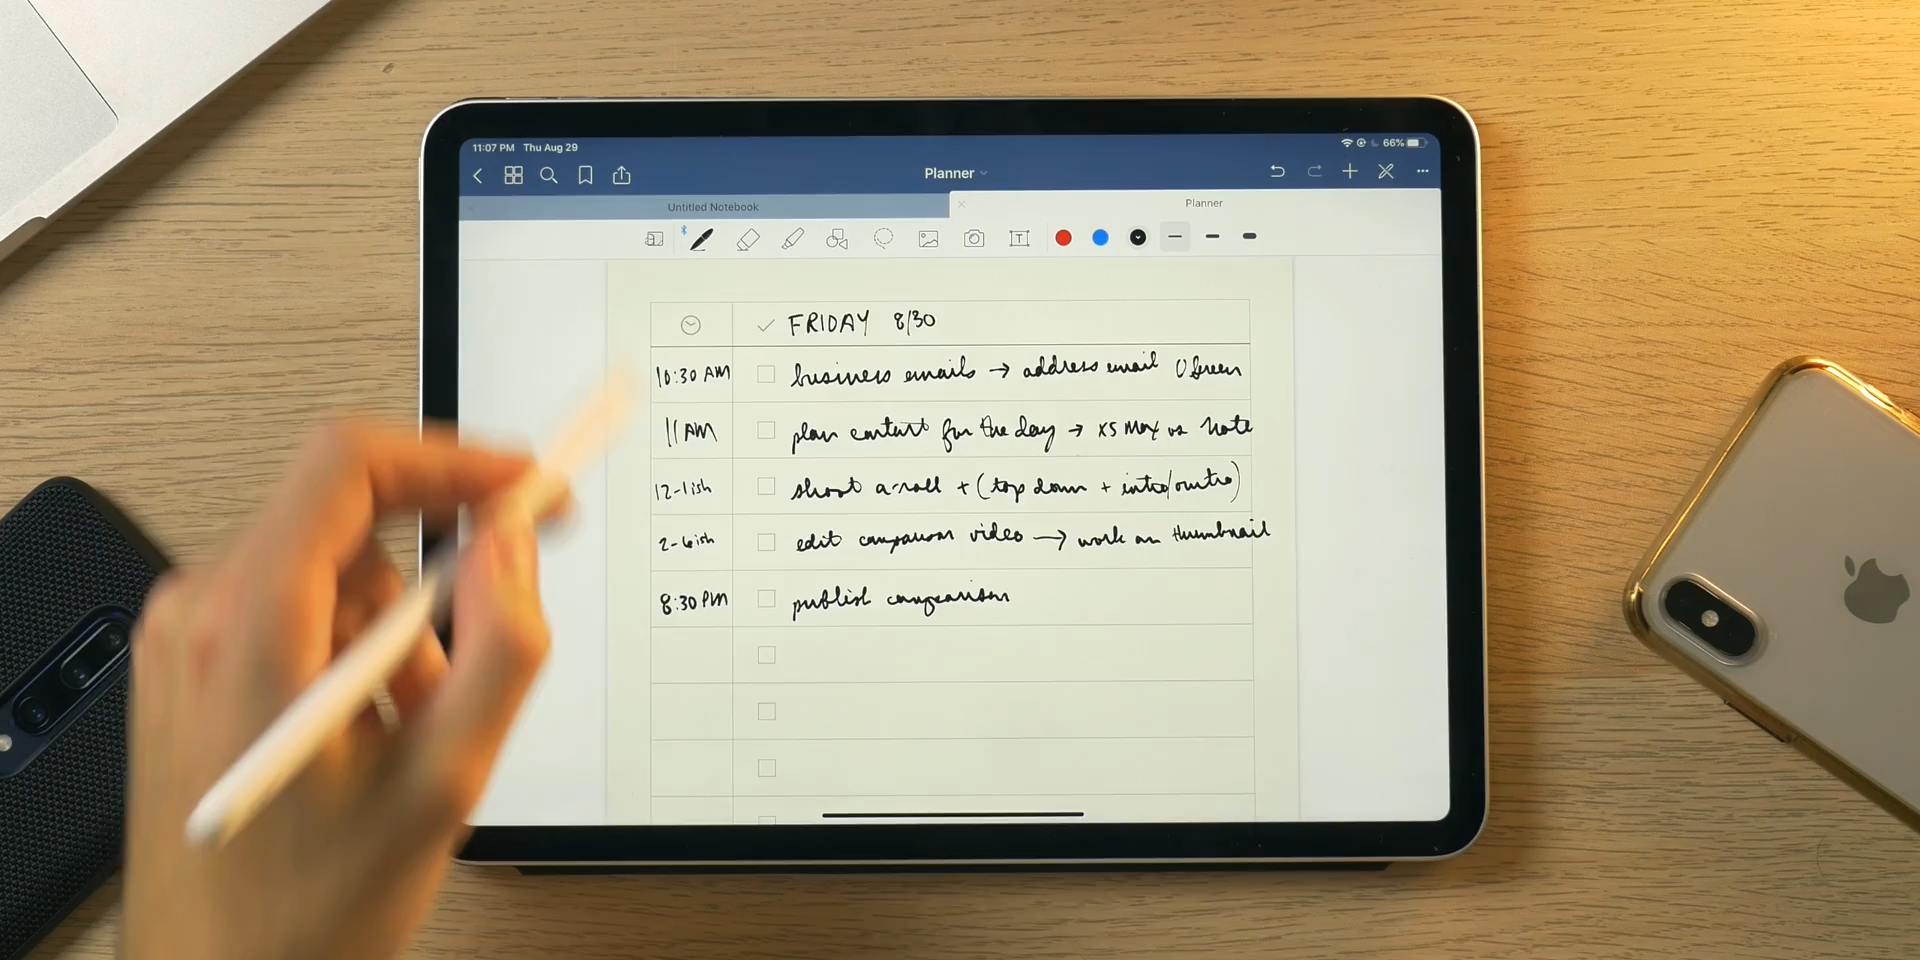 11:07 PM Thu Aug 29
66%
Planner
Untitled Notebook
Planner
T
FRIDAY 8/30
10:30 AM business emails → address email
11 AM plan content for the day → XS Max vs Note
12-1ish shoot a-roll + (top down + intro/outro)
2-6ish edit comparison video → work on thumbnail
8:30 PM publish comparison